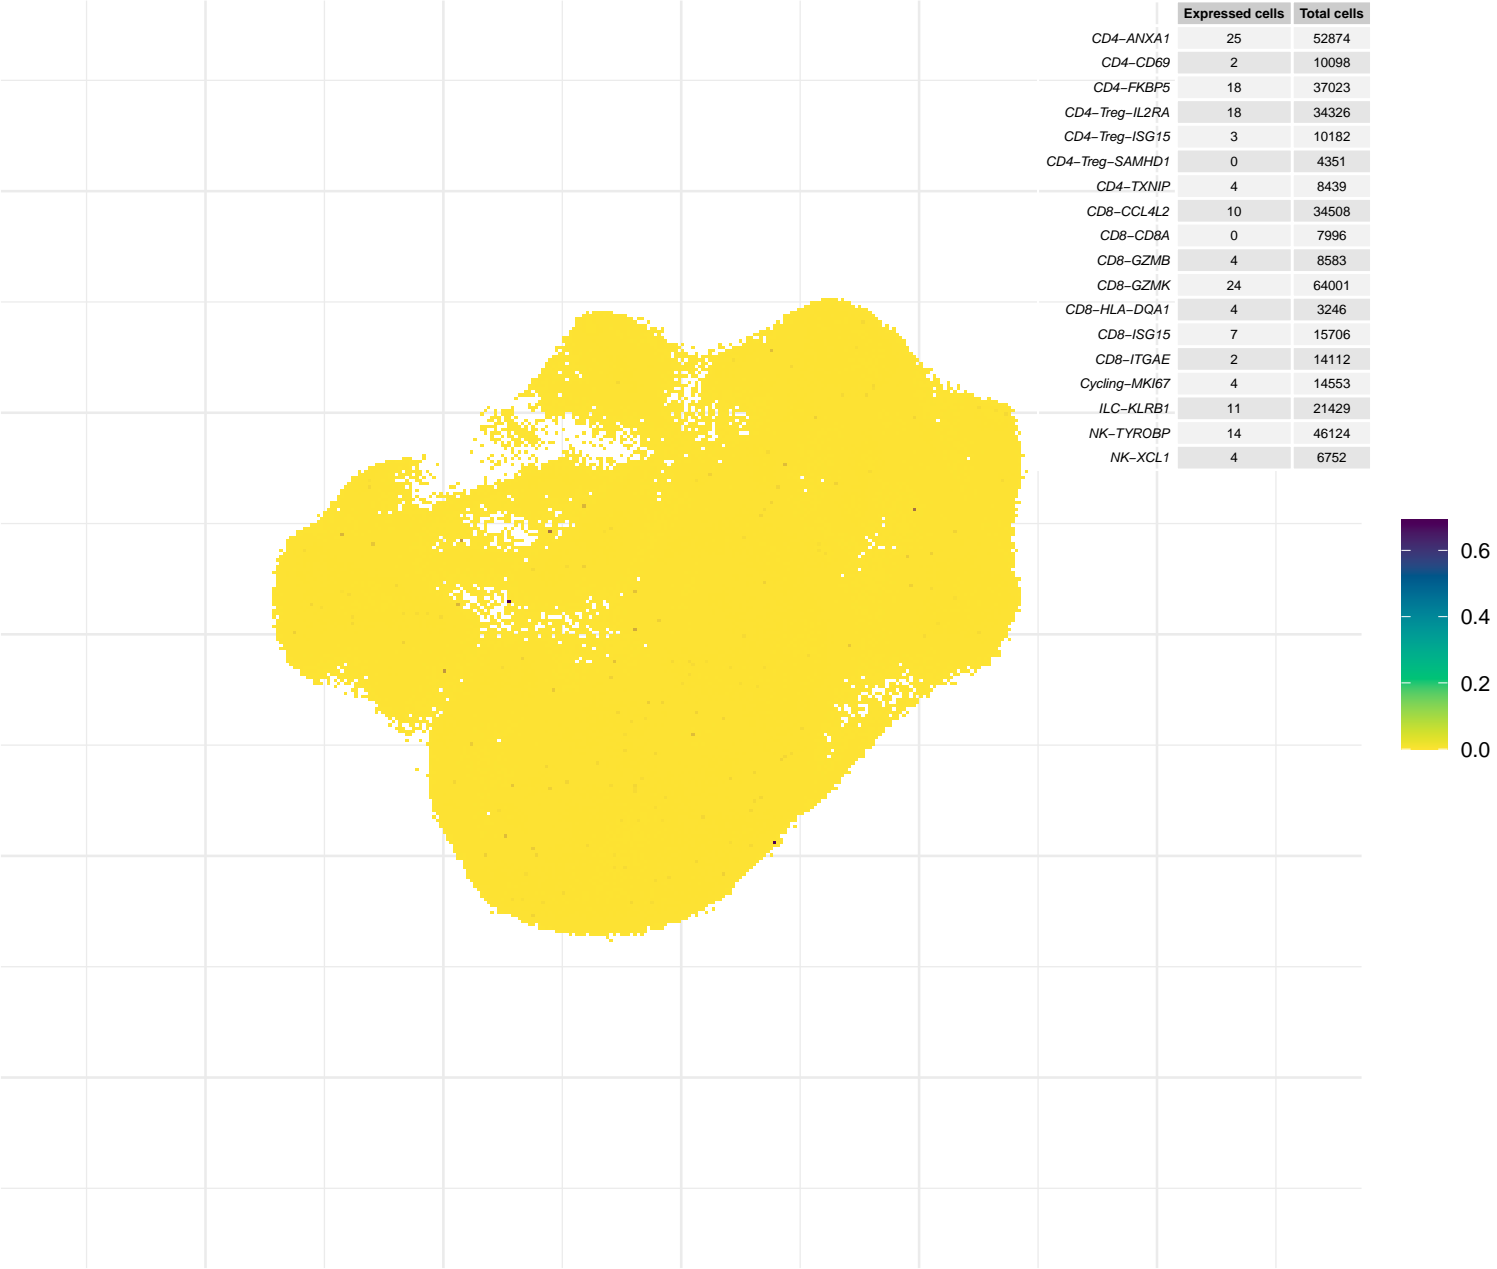 Expressed cells Total cells
CD4−ANXA1 25 52874
CD4−CD69 2 10098
CD4−FKBP5 18 37023
CD4−Treg−IL2RA 18 34326
CD4−Treg−ISG15 3 10182
CD4−Treg−SAMHD1 0 4351
CD4−TXNIP 4 8439
CD8−CCL4L2 10 34508
CD8−CD8A 0 7996
CD8−GZMB 4 8583
CD8−GZMK 24 64001
CD8−HLA−DQA1 4 3246
CD8−ISG15 7 15706
CD8−ITGAE 2 14112
Cycling−MKI67 4 14553
ILC−KLRB1 11 21429
NK−TYROBP 14 46124
NK−XCL1 4 6752
0.6
0.4
0.2
0.0